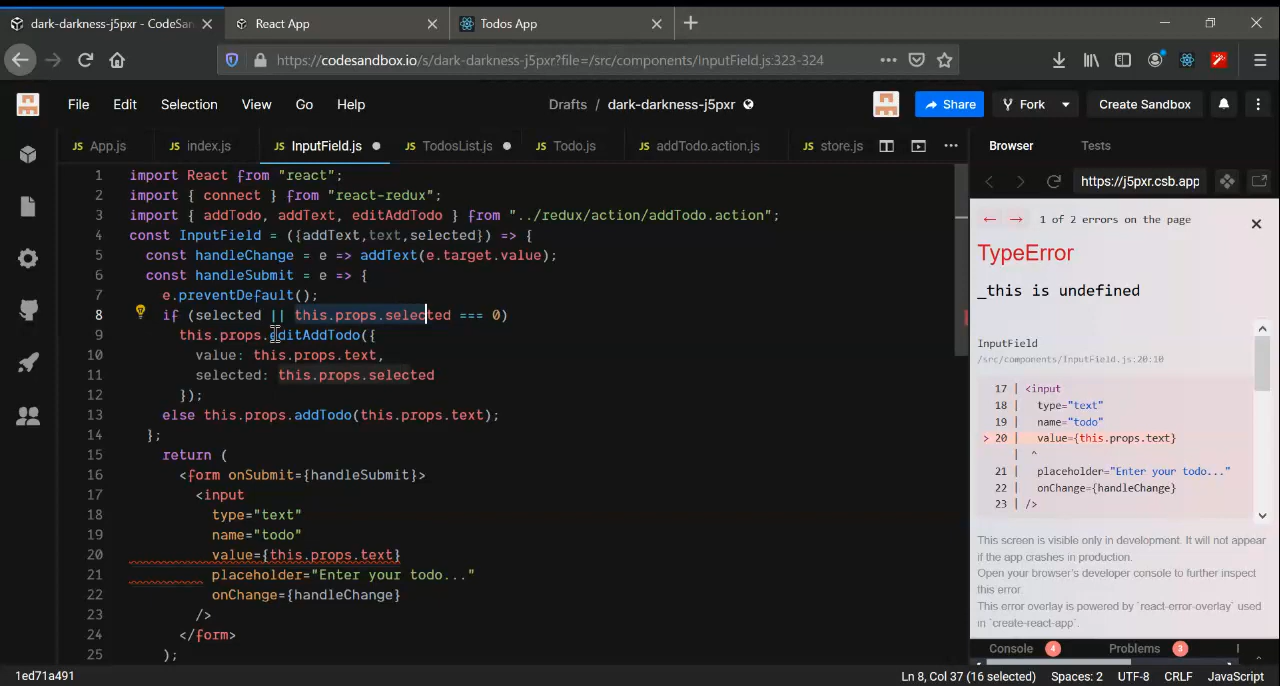 dark-darkness-j5pxr - CodeSan
React App
Todos App
https://codesandbox.io/s/dark-darkness-j5pxr?file=/src/components/InputField.js:323-324
File Edit Selection View Go Help
Drafts / dark-darkness-j5pxr
Share
Fork
Create Sandbox
JS App.js
JS index.js
JS InputField.js
JS TodosList.js
JS Todo.js
JS addTodo.action.js
JS store.js
Browser
Tests
https://j5pxr.csb.app
1 import React from "react";
2 import { connect } from "react-redux";
3 import { addTodo, addText, editAddTodo } from "../redux/action/addTodo.action";
4 const InputField = ({addText,text,selected}) => {
5 const handleChange = e => addText(e.target.value);
6 const handleSubmit = e => {
7 e.preventDefault();
8 if (selected || this.props.selected === 0)
9 this.props.editAddTodo({
10 value: this.props.text,
11 selected: this.props.selected
12 });
13 else this.props.addTodo(this.props.text);
14 };
15 return (
16 <form onSubmit={handleSubmit}>
17 <input
18 type="text"
19 name="todo"
20 value={this.props.text}
21 placeholder="Enter your todo..."
22 onChange={handleChange}
23 />
24 </form>
25 );
← → 1 of 2 errors on the page
TypeError
_this is undefined
InputField
/src/components/InputField.js:20:10
17 | <input
18 | type="text"
19 | name="todo"
> 20 | value={this.props.text}
| ^
21 | placeholder="Enter your todo..."
22 | onChange={handleChange}
23 | />
This screen is visible only in development. It will not appear
if the app crashes in production.
Open your browser's developer console to further inspect
this error.
This error overlay is powered by `react-error-overlay` used
in `create-react-app`.
Console 4
Problems 3
1ed71a491
Ln 8, Col 37 (16 selected)
Spaces: 2
UTF-8
CRLF
JavaScript